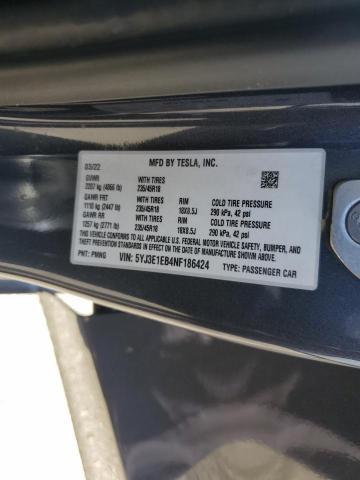 MFD BY TESLA, INC.
03/22
GVWR WITH TIRES
2207 kg (4866 lb) 235/45R18
GAWR FRT WITH TIRES RIM COLD TIRE PRESSURE
1110 kg (2447 lb) 235/45R18 18X8.5J 290 kPa, 42 psi
GAWR RR WITH TIRES RIM COLD TIRE PRESSURE
1257 kg (2771 lb) 235/45R18 18X8.5J 290 kPa, 42 psi
THIS VEHICLE CONFORMS TO ALL APPLICABLE U.S. FEDERAL MOTOR VEHICLE SAFETY, BUMPER, AND
THEFT PREVENTION STANDARDS IN EFFECT ON THE DATE OF MANUFACTURE SHOWN ABOVE.
PNT: PMNG VIN: 5YJ3E1EB4NF186424 TYPE: PASSENGER CAR